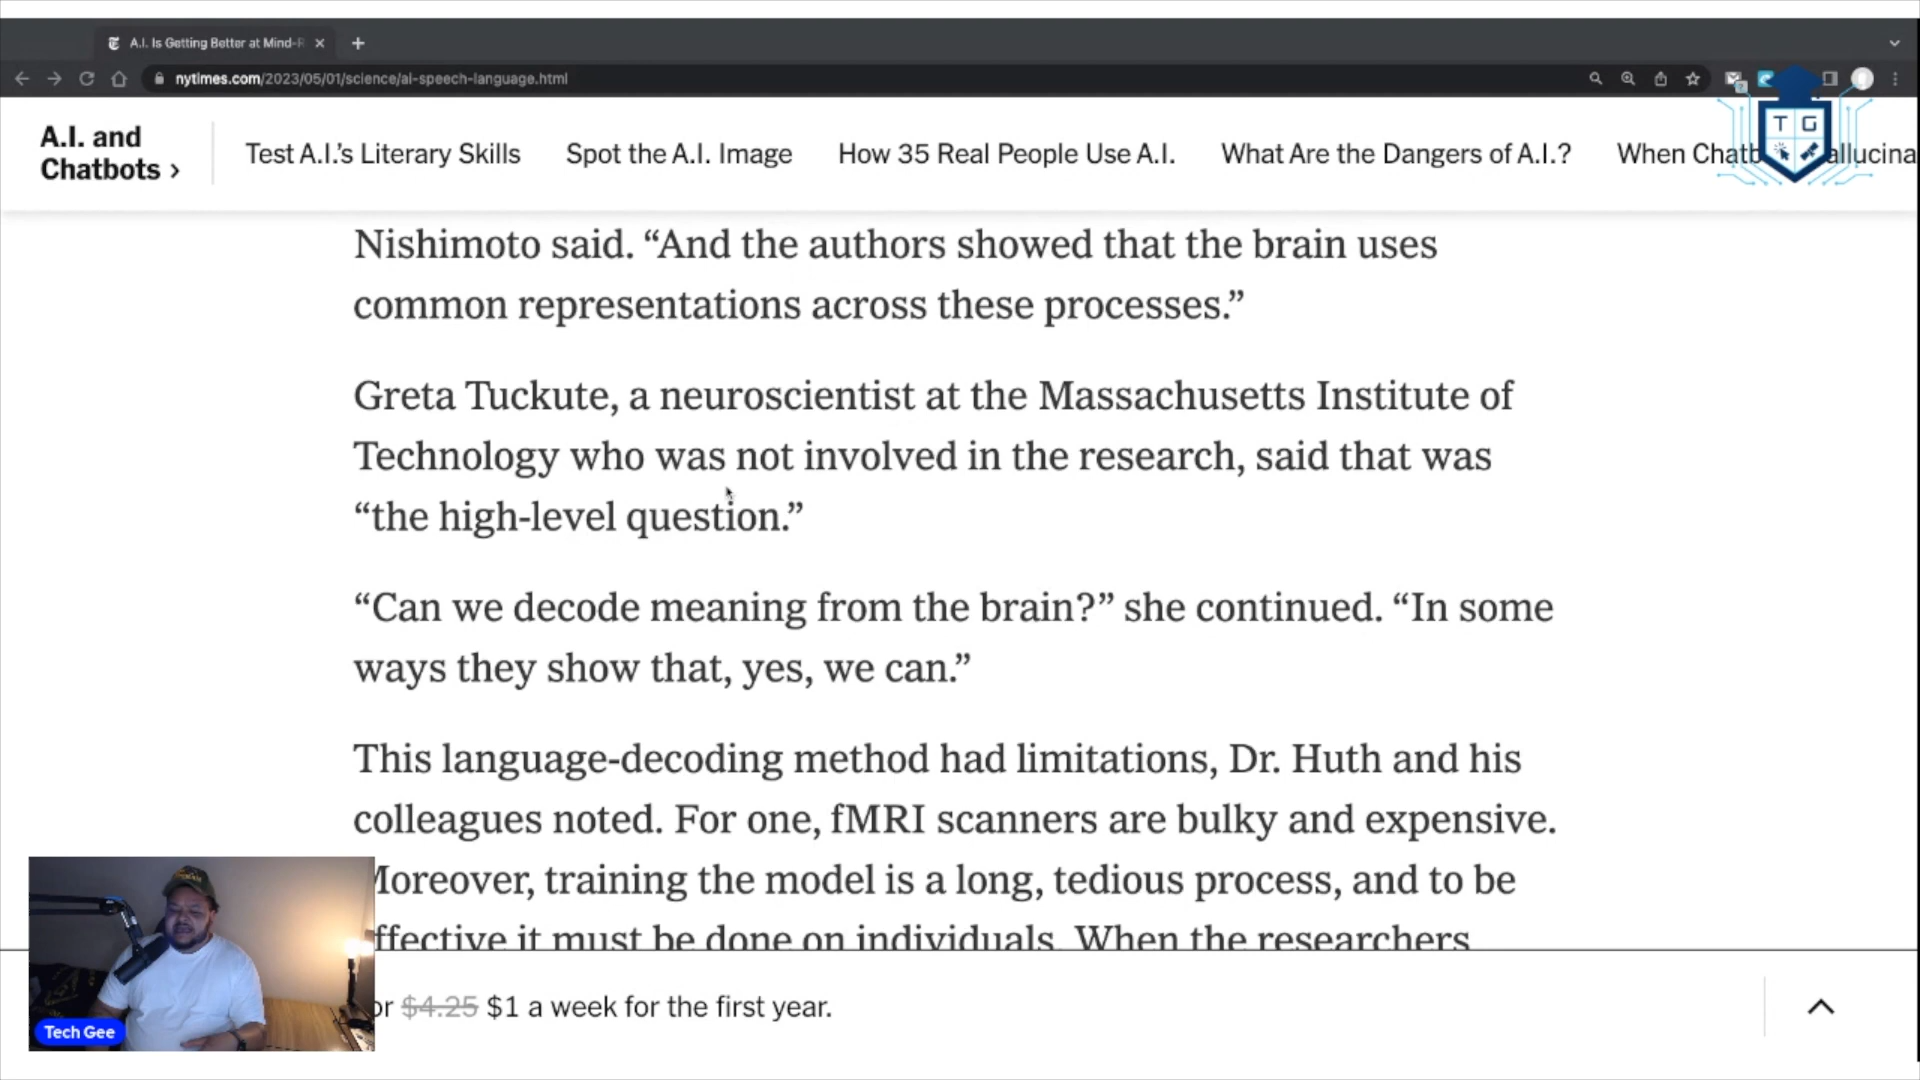 A.I. Is Getting Better at Mind-R
nytimes.com/2023/05/01/science/ai-speech-language.html
A.I. and
Chatbots ›
Test A.I.’s Literary Skills
Spot the A.I. Image
How 35 Real People Use A.I.
What Are the Dangers of A.I.?
When Chatb
allucina
T G
Nishimoto said. “And the authors showed that the brain uses
common representations across these processes.”
Greta Tuckute, a neuroscientist at the Massachusetts Institute of
Technology who was not involved in the research, said that was
“the high-level question.”
“Can we decode meaning from the brain?” she continued. “In some
ways they show that, yes, we can.”
This language-decoding method had limitations, Dr. Huth and his
colleagues noted. For one, fMRI scanners are bulky and expensive.
Moreover, training the model is a long, tedious process, and to be
ffective it must be done on individuals. When the researchers
or $4.25 $1 a week for the first year.
Tech Gee